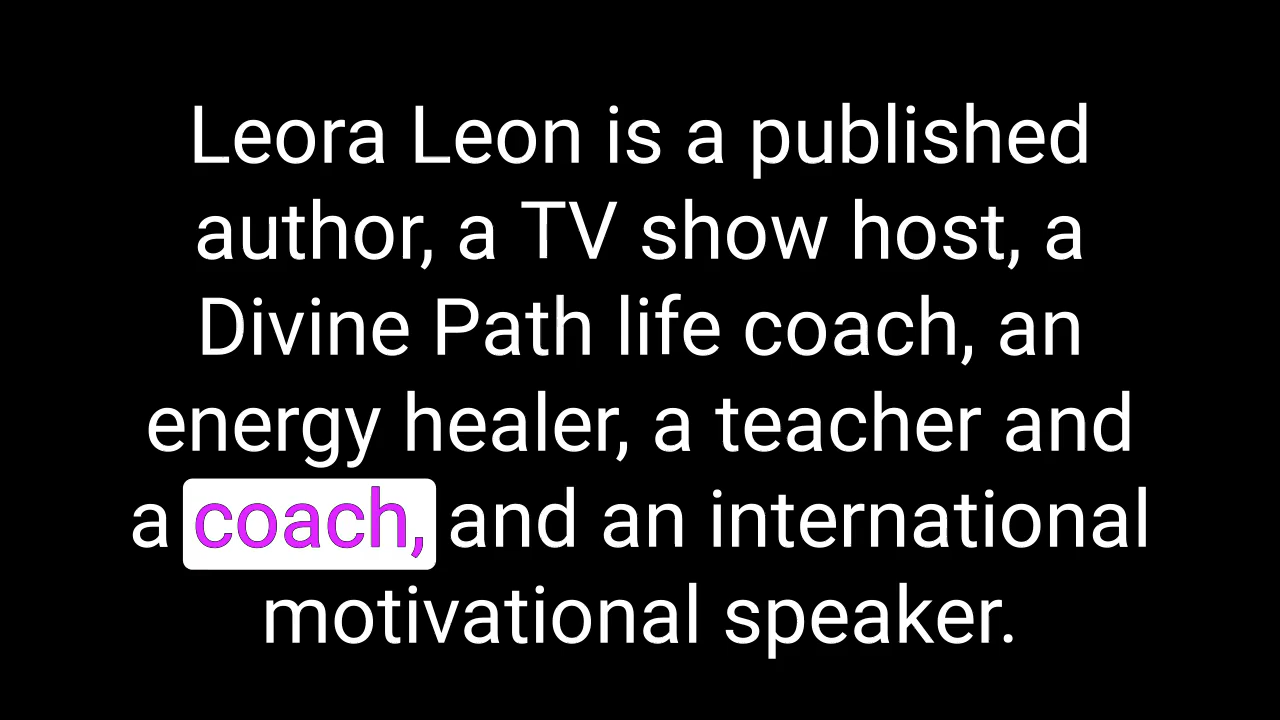 Leora Leon is a published
author, a TV show host, a
Divine Path life coach, an
energy healer, a teacher and
a coach, and an international
motivational speaker.